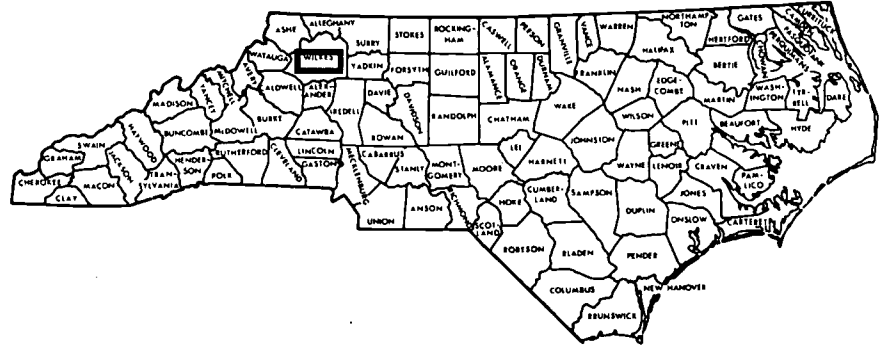 ASHE
ALLEGHANY
SURRY
STOKES
ROCKING-
HAM
CASWELL
PERSON
GRANVILLE
VANCE
WARREN
NORTHAMP
TON
GATES
HERTFORD
CURRITUCK
CAMDEN
PASQUOTANK
PERQUIMANS
CHOWAN
WATAUGA
WILKES
YADKIN
FORSYTH
GUILFORD
ALAMANCE
ORANGE
DURHAM
FRANKLIN
HALIFAX
BERTIE
MITCHELL
AVERY
CALDWELL
ALEX-
ANDER
IREDELL
DAVIE
DAVIDSON
RANDOLPH
CHATHAM
WAKE
NASH
EDGE-
COMBE
MARTIN
WASH-
INGTON
TYR-
RELL
DARE
MADISON
YANCEY
BUNCOMBE
McDOWELL
BURKE
CATAWBA
ROWAN
JOHNSTON
WILSON
PITT
BEAUFORT
HYDE
GRAHAM
SWAIN
HAYWOOD
JACKSON
HENDER-
SON
RUTHERFORD
CLEVELAND
LINCOLN
GASTON
CABARRUS
STANLY
MONT-
GOMERY
MOORE
LEE
HARNETT
WAYNE
GREENE
LENOIR
CRAVEN
PAM-
LICO
CHEROKEE
CLAY
MACON
TRAN-
SYLVANIA
POLK
MECKLENBURG
UNION
ANSON
RICHMOND
SCOT-
LAND
HOKE
CUMBER-
LAND
SAMPSON
DUPLIN
JONES
ONSLOW
CARTERET
ROBESON
BLADEN
PENDER
COLUMBUS
NEW HANOVER
BRUNSWICK